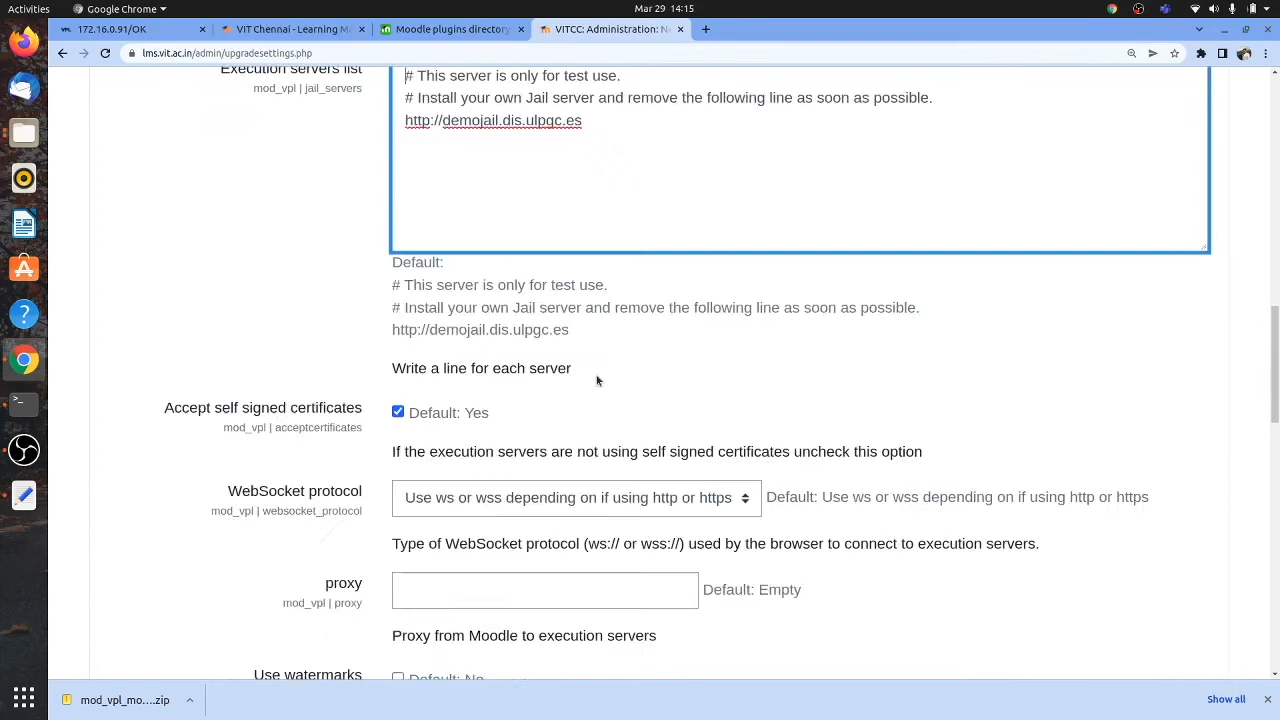 Activities
Google Chrome
Mar 29 14:15
172.16.0.91/OK
VIT Chennai - Learning M
Moodle plugins directory
VITCC: Administration: N
lms.vit.ac.in/admin/upgradesettings.php
Execution servers list
mod_vpl | jail_servers
# This server is only for test use.
# Install your own Jail server and remove the following line as soon as possible.
http://demojail.dis.ulpgc.es
Default:
# This server is only for test use.
# Install your own Jail server and remove the following line as soon as possible.
http://demojail.dis.ulpgc.es
Write a line for each server
Accept self signed certificates
mod_vpl | acceptcertificates
Default: Yes
If the execution servers are not using self signed certificates uncheck this option
WebSocket protocol
mod_vpl | websocket_protocol
Use ws or wss depending on if using http or https
Default: Use ws or wss depending on if using http or https
Type of WebSocket protocol (ws:// or wss://) used by the browser to connect to execution servers.
proxy
mod_vpl | proxy
Default: Empty
Proxy from Moodle to execution servers
Use watermarks
Default: No
mod_vpl_mo....zip
Show all